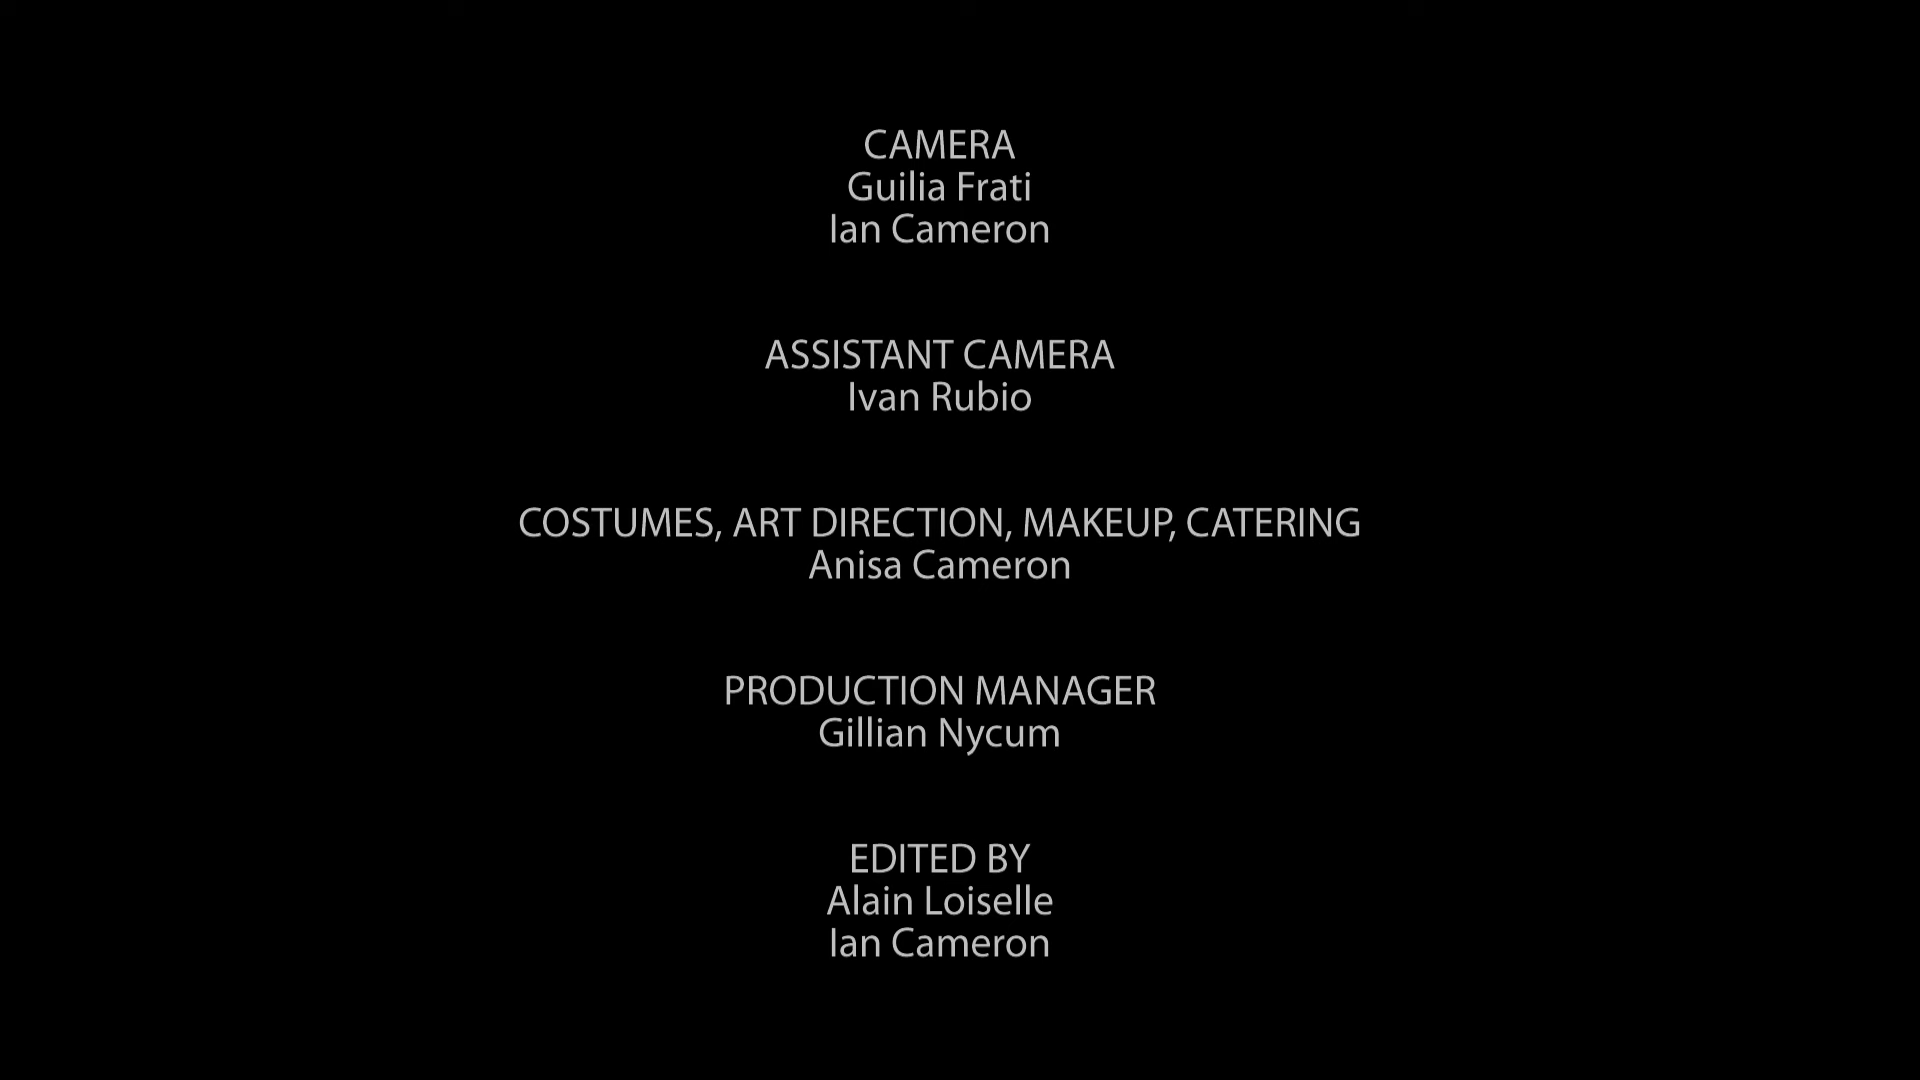 CAMERA
Guilia Frati
Ian Cameron
ASSISTANT CAMERA
Ivan Rubio
COSTUMES, ART DIRECTION, MAKEUP, CATERING
Anisa Cameron
PRODUCTION MANAGER
Gillian Nycum
EDITED BY
Alain Loiselle
Ian Cameron